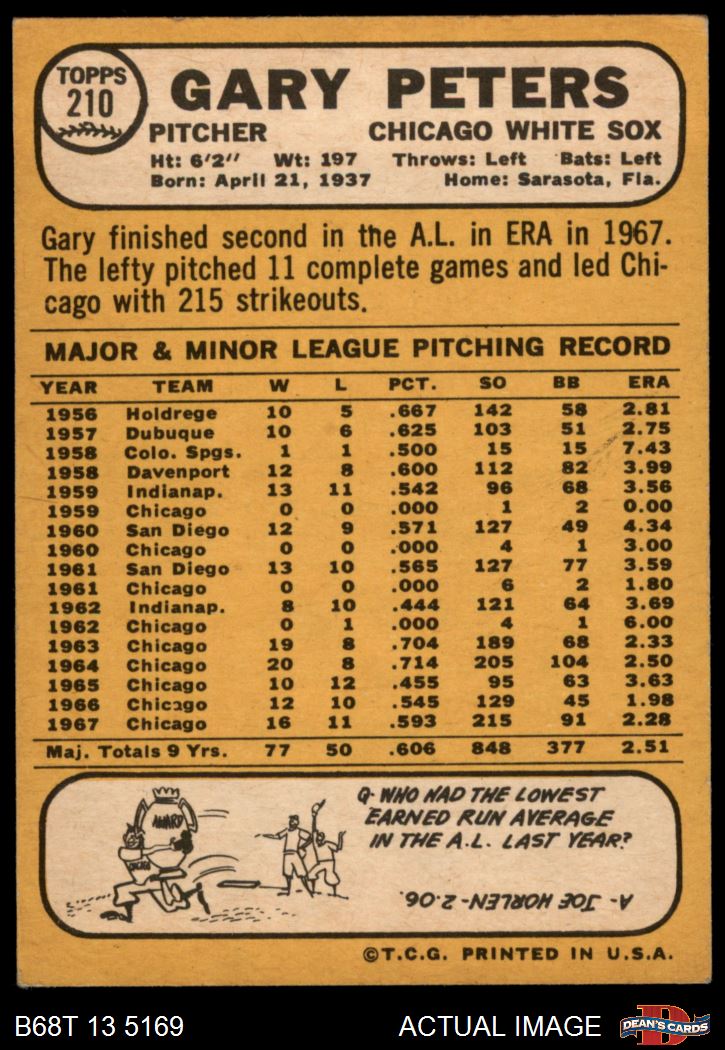 TOPPS
210
GARY PETERS
PITCHER CHICAGO WHITE SOX
Ht: 6'2" Wt: 197 Throws: Left Bats: Left
Born: April 21, 1937 Home: Sarasota, Fla.
Gary finished second in the A.L. in ERA in 1967.
The lefty pitched 11 complete games and led Chi-
cago with 215 strikeouts.
MAJOR & MINOR LEAGUE PITCHING RECORD
YEAR TEAM W L PCT. SO BB ERA
1956 Holdrege 10 5 .667 142 58 2.81
1957 Dubuque 10 6 .625 103 51 2.75
1958 Colo. Spgs. 1 1 .500 15 15 7.43
1958 Davenport 12 8 .600 112 82 3.99
1959 Indianap. 13 11 .542 96 68 3.56
1959 Chicago 0 0 .000 1 2 0.00
1960 San Diego 12 9 .571 127 49 4.34
1960 Chicago 0 0 .000 4 1 3.00
1961 San Diego 13 10 .565 127 77 3.59
1961 Chicago 0 0 .000 6 2 1.80
1962 Indianap. 8 10 .444 121 64 3.69
1962 Chicago 0 1 .000 4 1 6.00
1963 Chicago 19 8 .704 189 68 2.33
1964 Chicago 20 8 .714 205 104 2.50
1965 Chicago 10 12 .455 95 63 3.63
1966 Chicago 12 10 .545 129 45 1.98
1967 Chicago 16 11 .593 215 91 2.28
Maj. Totals 9 Yrs. 77 50 .606 848 377 2.51
AWARD
CHICAGO
Q- WHO HAD THE LOWEST
EARNED RUN AVERAGE
IN THE A.L. LAST YEAR?
A- JOE HORLEN-2.06.
©T.C.G. PRINTED IN U.S.A.
B68T 13 5169 ACTUAL IMAGE
D
DEAN'S CARDS